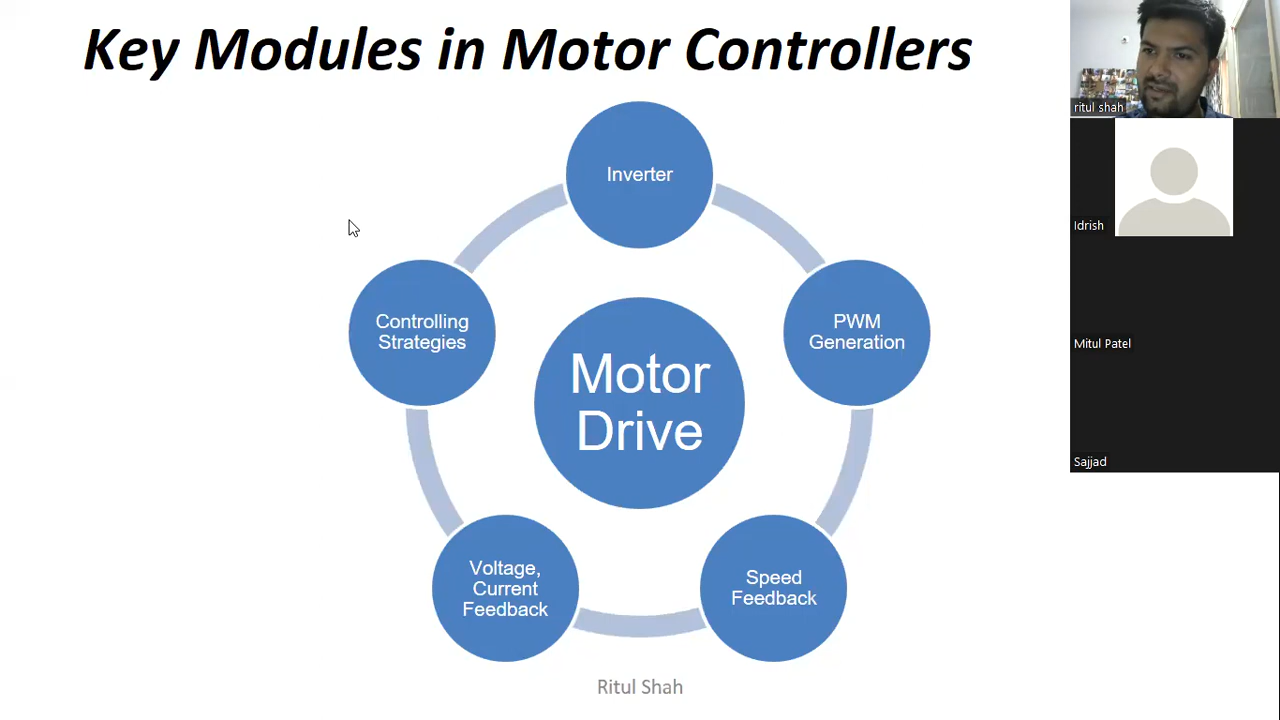 Key Modules in Motor Controllers
Inverter
PWM
Generation
Speed
Feedback
Voltage,
Current
Feedback
Controlling
Strategies
Motor
Drive
Ritul Shah
ritul shah
Idrish
Mitul Patel
Sajjad